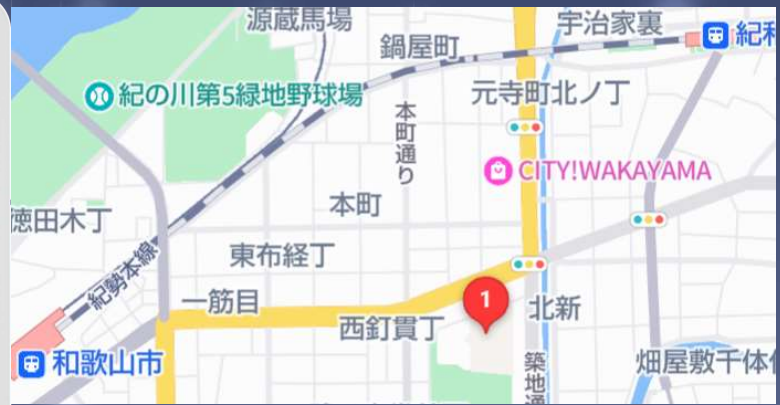 源蔵馬場
宇治家裏
紀和
鍋屋町
紀の川第5緑地野球場
元寺町北ノ丁
本町通り
CITY!WAKAYAMA
本町
徳田木丁
東布経丁
紀勢本線
一筋目
1
北新
西釘貫丁
和歌山市
築地通
畑屋敷千体